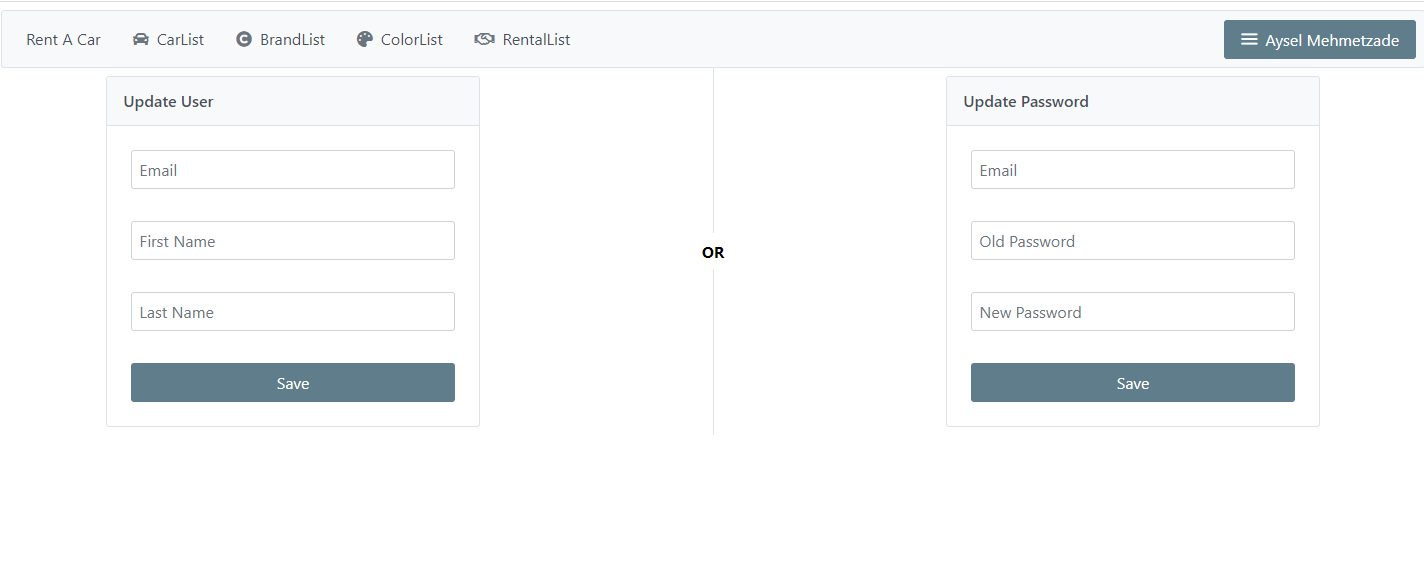 Rent A Car CarList BrandList ColorList RentalList Aysel Mehmetzade
Update User
Email
First Name
Last Name
Save
OR
Update Password
Email
Old Password
New Password
Save